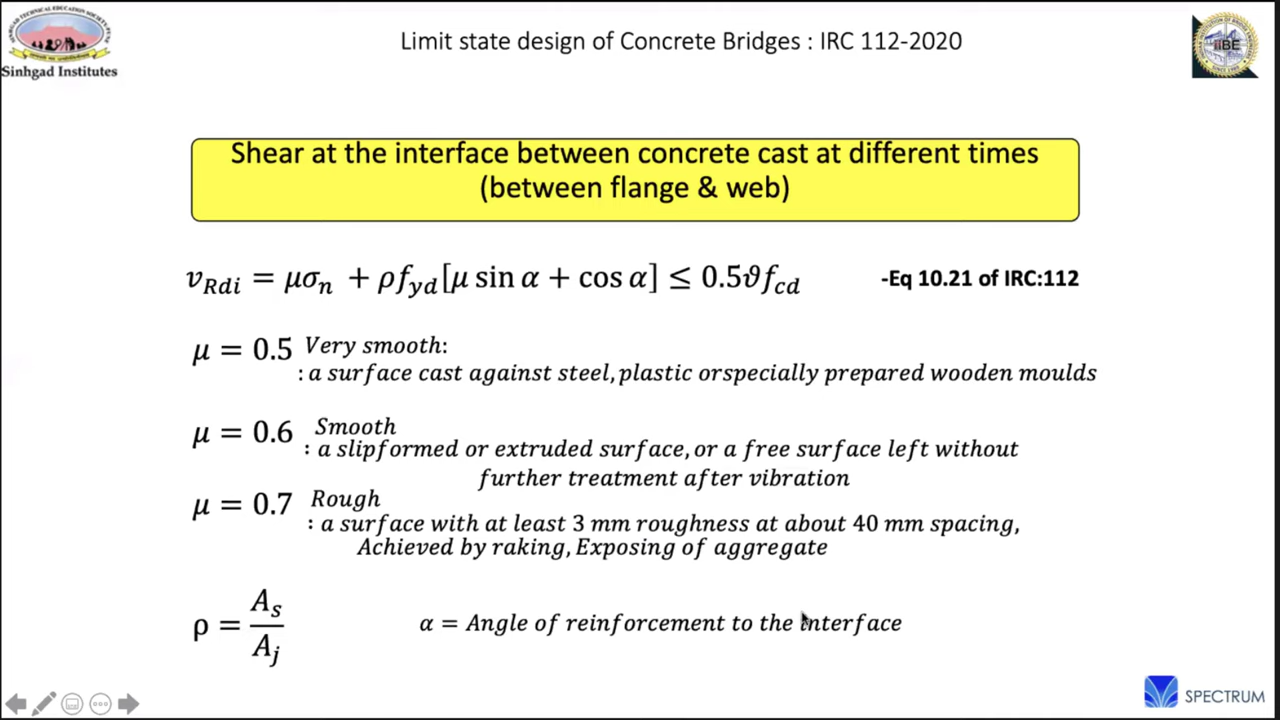 Limit state design of Concrete Bridges : IRC 112-2020
Sinhgad Institutes
IIBE
Shear at the interface between concrete cast at different times
(between flange & web)
v_Rdi = μσ_n + ρf_yd[μ sin α + cos α] ≤ 0.5ϑf_cd
-Eq 10.21 of IRC:112
μ = 0.5 Very smooth:
: a surface cast against steel, plastic orspecially prepared wooden moulds
μ = 0.6 Smooth
: a slipformed or extruded surface, or a free surface left without
further treatment after vibration
μ = 0.7 Rough
: a surface with at least 3 mm roughness at about 40 mm spacing,
Achieved by raking, Exposing of aggregate
ρ = A_s / A_j
α = Angle of reinforcement to the interface
SPECTRUM